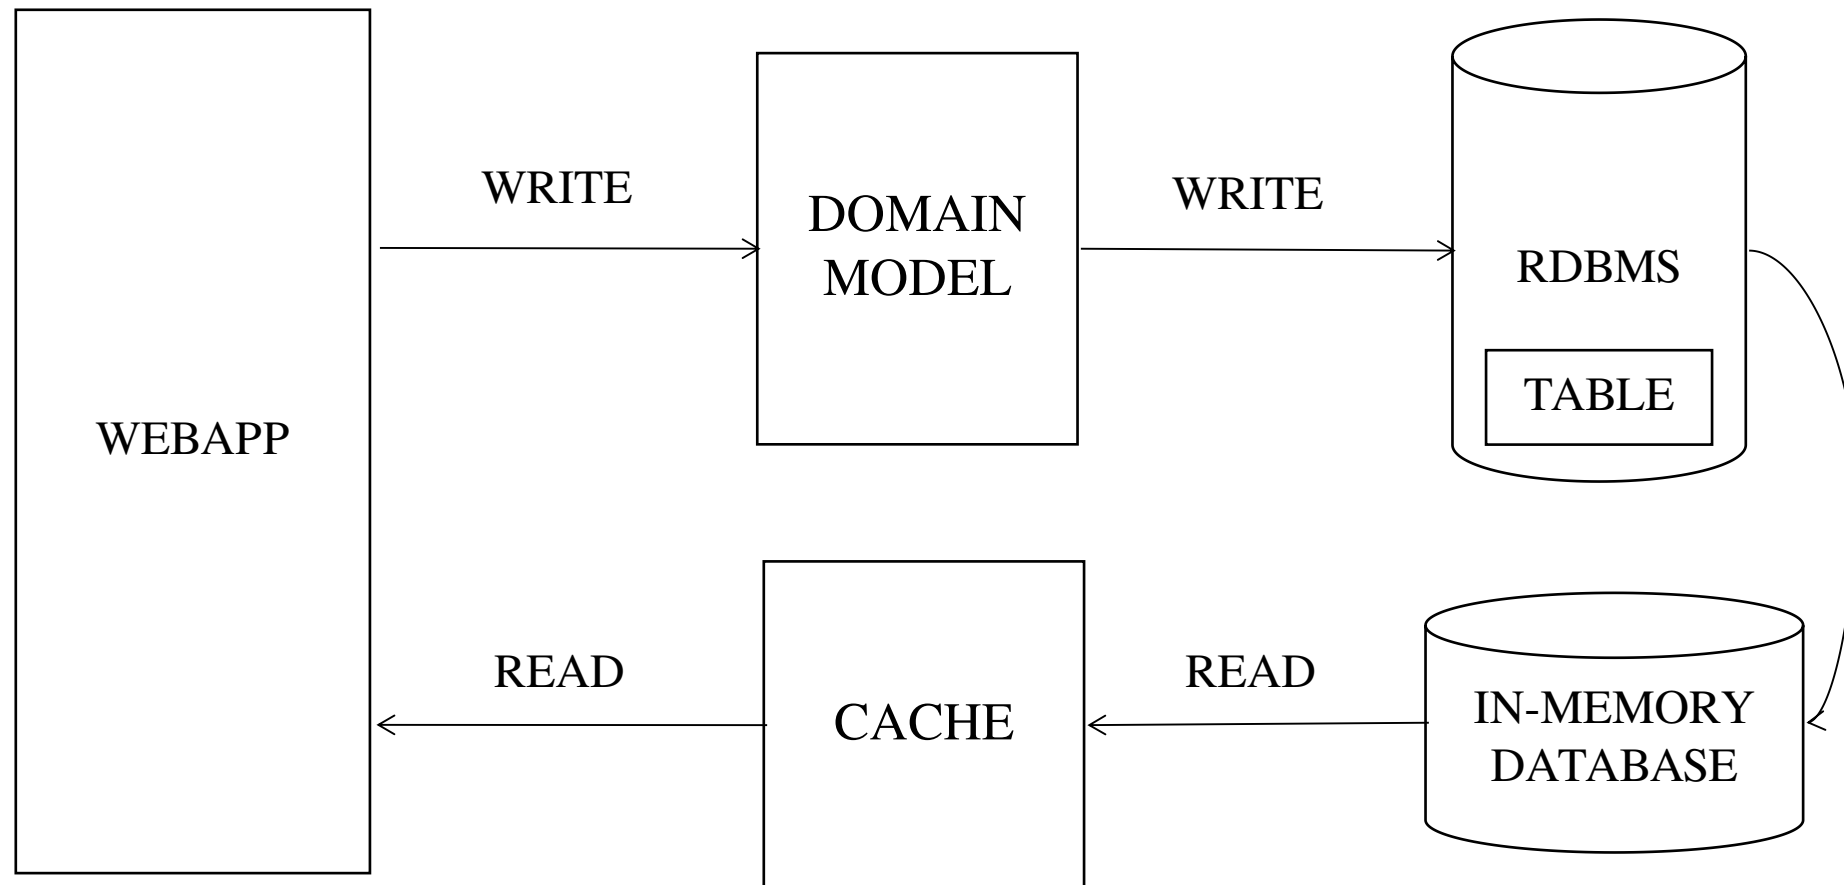 WEBAPP
WRITE
DOMAIN
MODEL
WRITE
RDBMS
TABLE
READ
CACHE
READ
IN-MEMORY
DATABASE